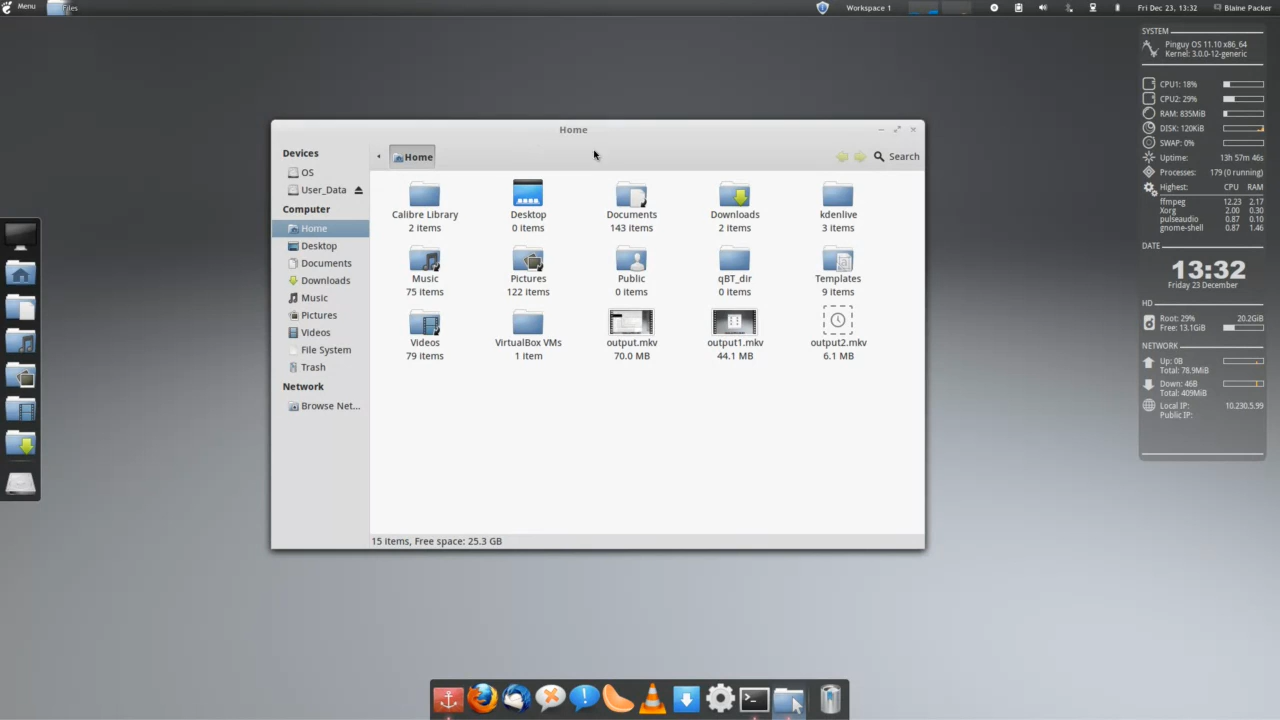 Menu Files Workspace 1 Fri Dec 23, 13:32 Blaine Packer
Home
Devices
OS
User_Data
Computer
Home
Desktop
Documents
Downloads
Music
Pictures
Videos
File System
Trash
Network
Browse Net...
Home Search
Calibre Library Desktop Documents Downloads kdenlive
2 items 0 items 143 items 2 items 3 items
Music Pictures Public qBT_dir Templates
75 items 122 items 0 items 0 items 9 items
Videos VirtualBox VMs output.mkv output1.mkv output2.mkv
79 items 1 item 70.0 MB 44.1 MB 6.1 MB
15 items, Free space: 25.3 GB
SYSTEM
Pinguy OS 11.10 x86_64
Kernel: 3.0.0-12-generic
CPU1: 18%
CPU2: 29%
RAM: 835MiB
DISK: 120KiB
SWAP: 0%
Uptime: 13h 57m 46s
Processes: 179 (0 running)
Highest: CPU RAM
ffmpeg 12.23 2.17
Xorg 2.00 0.30
pulseaudio 0.87 0.10
gnome-shell 0.87 1.46
DATE
13:32
Friday 23 December
HD
Root: 29% 20.2GiB
Free: 13.1GiB
NETWORK
Up: 0B
Total: 78.9MiB
Down: 46B
Total: 409MiB
Local IP: 10.230.5.99
Public IP: